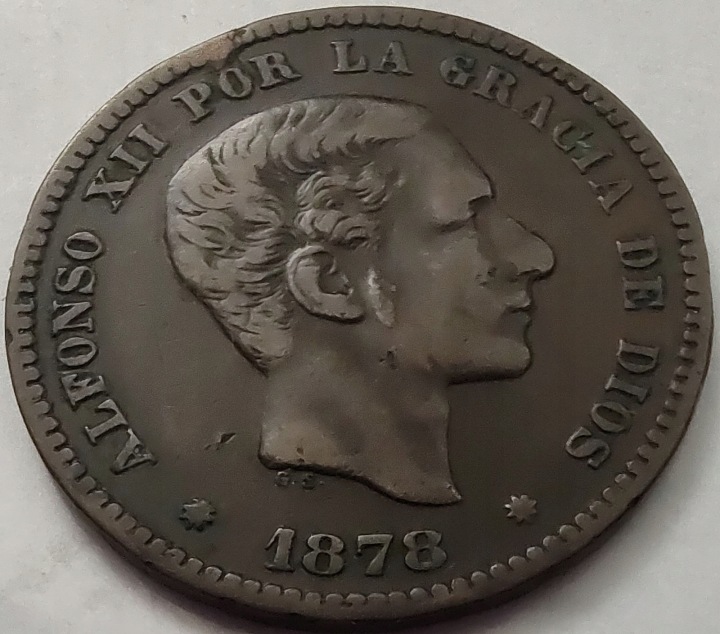 ALFONSO XII POR LA GRACIA DE DIOS
G.S.
1878